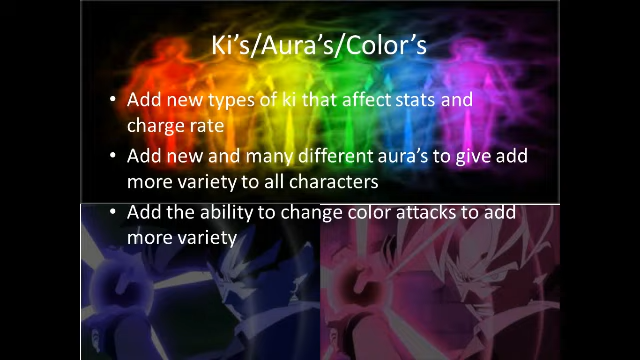 Ki's/Aura's/Color's
• Add new types of ki that affect stats and
charge rate
• Add new and many different aura's to give add
more variety to all characters
• Add the ability to change color attacks to add
more variety